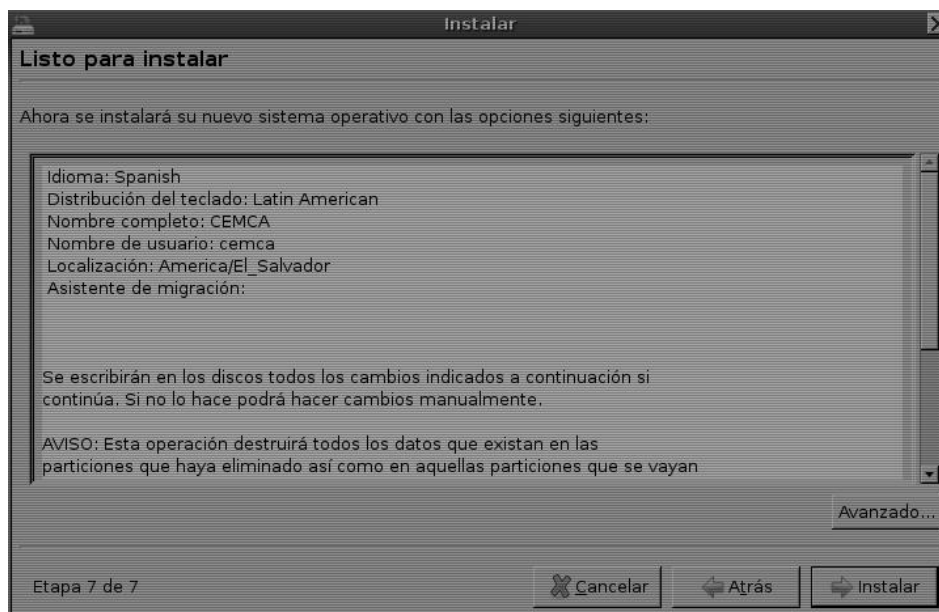 Instalar
Listo para instalar
Ahora se instalará su nuevo sistema operativo con las opciones siguientes:
Idioma: Spanish
Distribución del teclado: Latin American
Nombre completo: CEMCA
Nombre de usuario: cemca
Localización: America/El_Salvador
Asistente de migración:
Se escribirán en los discos todos los cambios indicados a continuación si
continúa. Si no lo hace podrá hacer cambios manualmente.
AVISO: Esta operación destruirá todos los datos que existan en las
particiones que haya eliminado así como en aquellas particiones que se vayan
Avanzado...
Etapa 7 de 7
Cancelar
Atrás
Instalar